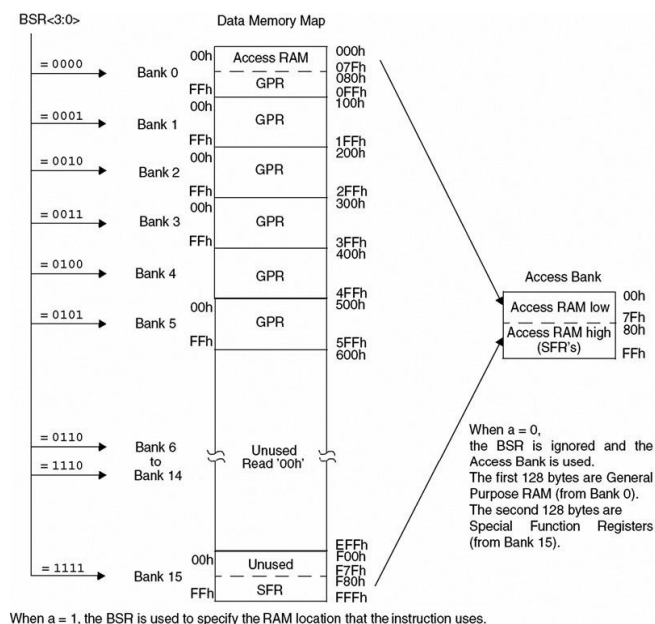 BSR<3:0>
Data Memory Map
= 0000
Bank 0
00h
FFh
Access RAM
GPR
000h
07Fh
080h
0FFh
= 0001
Bank 1
00h
FFh
GPR
100h
1FFh
= 0010
Bank 2
00h
FFh
GPR
200h
2FFh
= 0011
Bank 3
00h
FFh
GPR
300h
3FFh
= 0100
Bank 4
GPR
400h
4FFh
= 0101
Bank 5
00h
FFh
GPR
500h
5FFh
600h
= 0110
= 1110
Bank 6
to
Bank 14
Unused
Read '00h'
EFFh
= 1111
Bank 15
00h
FFh
Unused
SFR
F00h
F7Fh
F80h
FFFh
Access Bank
Access RAM low
Access RAM high
(SFR's)
00h
7Fh
80h
FFh
When a = 0,
the BSR is ignored and the
Access Bank is used.
The first 128 bytes are General
Purpose RAM (from Bank 0).
The second 128 bytes are
Special Function Registers
(from Bank 15).
When a = 1, the BSR is used to specify the RAM location that the instruction uses.